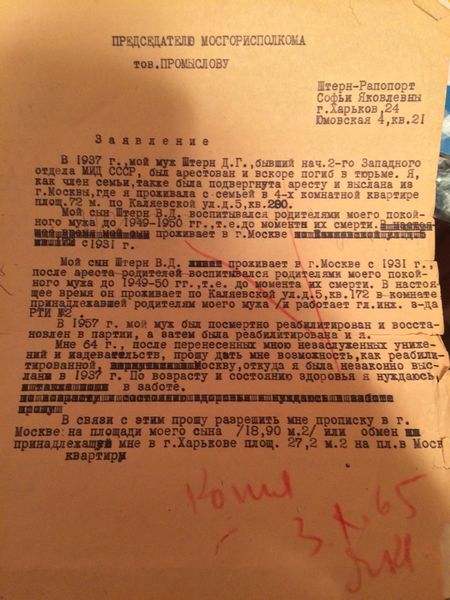 ПРЕДСЕДАТЕЛЮ МОСГОРИСПОЛКОМА
тов.ПРОМЫСЛОВУ
Штерн-Рапопорт
Софьи Яковлевны
г.Харьков,24
Юмовская 4,кв.21
Заявление
В 1937 г.,мой муж Штерн Д.Г.,бывший нач.2-го Западного
отдела МИД СССР, был арестован и вскоре погиб в тюрьме. Я,
как член семьи,также была подвергнута аресту и выслана из
г.Москвы,где я проживала с семьей в 4-х комнатной квартире
площ.72 м. по Каляевской ул.д.5,кв.280.
Мой сын Штерн В.Д. воспитывался родителями моего покой-
ного мужа до 1949-1950 гг.,т.е.до момента их смерти.
проживает в г.Москве
с 1931 г.
Мой сын Штерн В.Д. проживает в г.Москве с 1931 г.,
после ареста родителей воспитывался родителями моего покой-
ного мужа до 1949-50 гг.,т.е. до момента их смерти. В настоя-
щее время он проживает по Каляевской ул.д.5,кв.172 в комнате
принадлежавшей родителям моего мужа и работает гл.инж. з-да
РТИ №2 .
В 1957 г. мой муж был посмертно реабилитирован и восста-
новлен в партии, а затем была реабилитирована и я.
Мне 64 г., после перенесенных мною незаслуженных униже-
ний и издевательств, прошу дать мне возможность,как реабили-
тированной, Москву,откуда я была незаконно выс-
лана в 1937 г. По возрасту и состоянию здоровья я нуждаюсь,
в заботе.
В связи с этим прошу разрешить мне прописку в г.
Москве на площади моего сына /18,90 м.2/ или обмен
принадлежащей мне в г.Харькове площ. 27,2 м.2 на пл.в Моск
квартиры
Копия
3.X.65